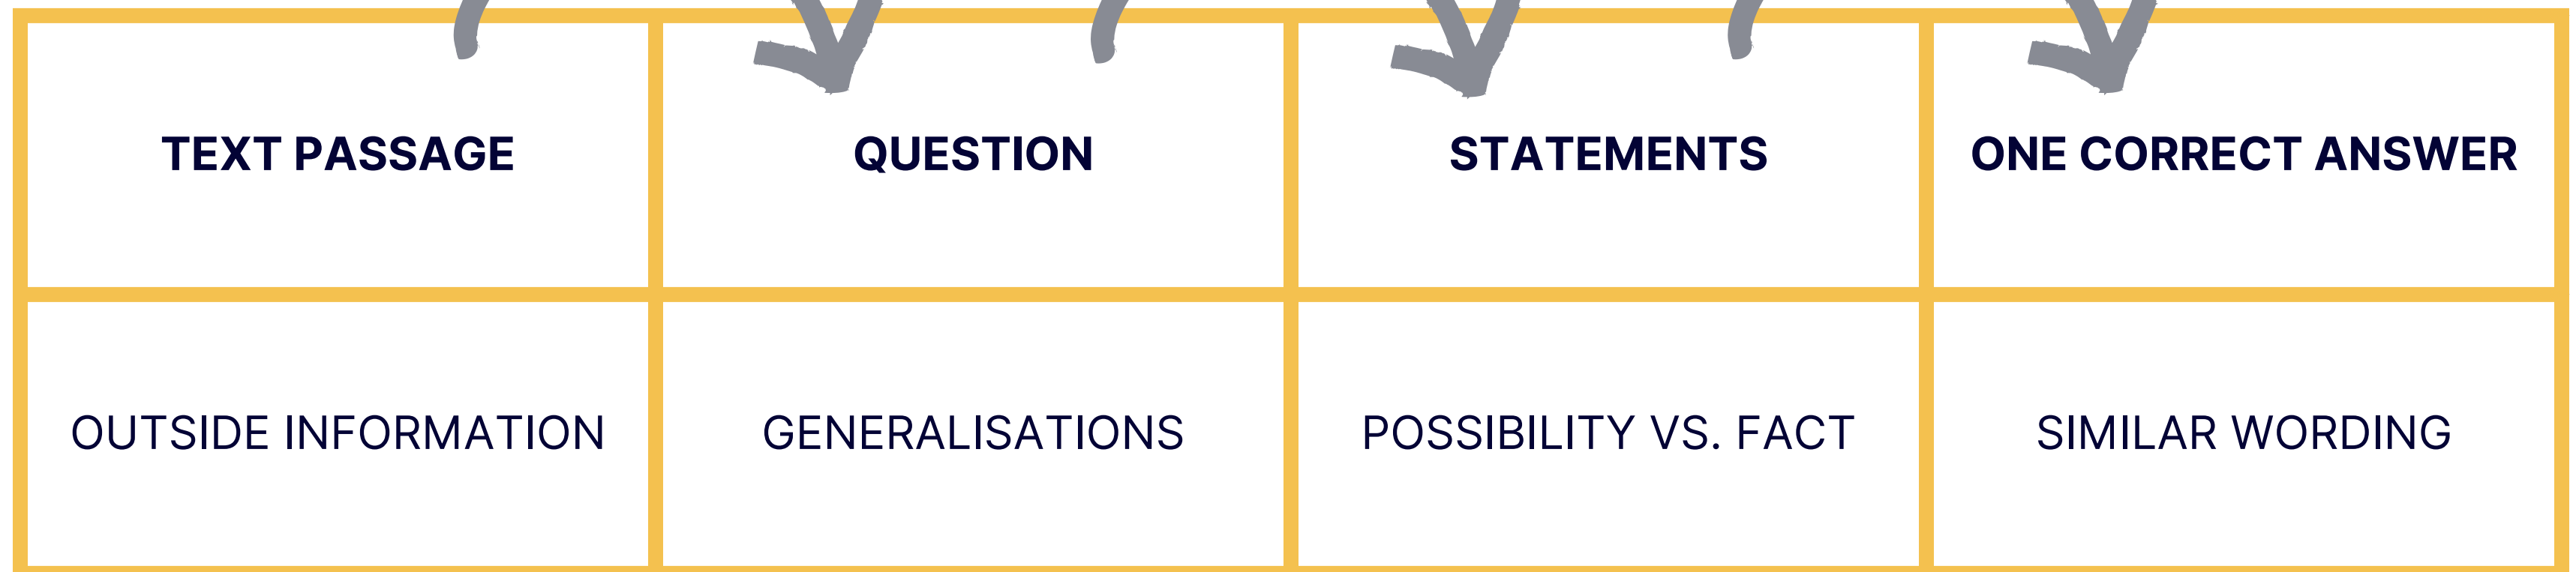 TEXT PASSAGE
QUESTION
STATEMENTS
ONE CORRECT ANSWER
OUTSIDE INFORMATION
GENERALISATIONS
POSSIBILITY VS. FACT
SIMILAR WORDING